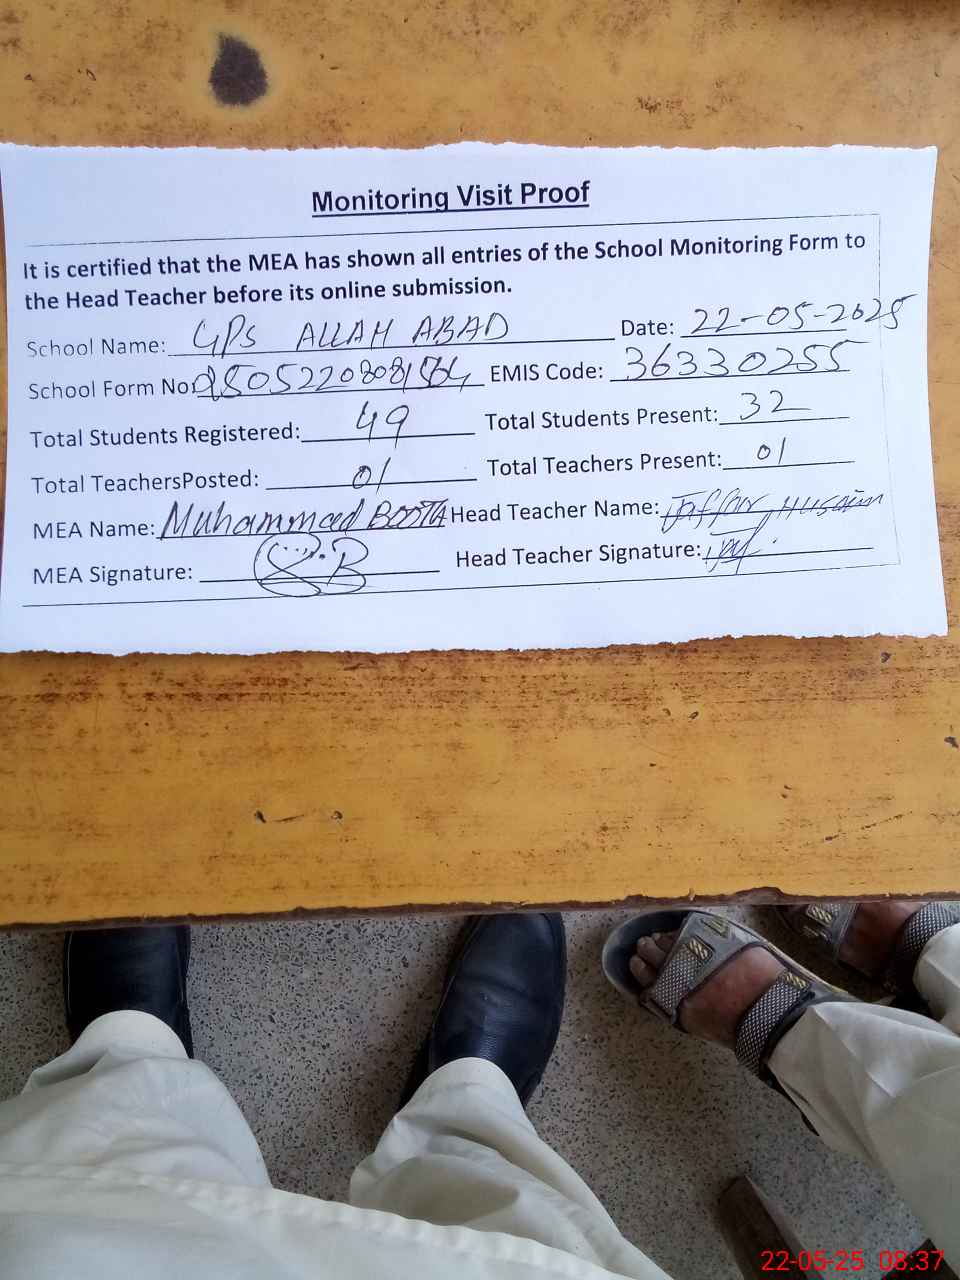 Monitoring Visit Proof
It is certified that the MEA has shown all entries of the School Monitoring Form to
the Head Teacher before its online submission.
School Name: GPS ALLAH ABAD Date: 22-05-2025
School Form No: EMIS Code: 36330255
Total Students Registered: 49 Total Students Present: 32
Total TeachersPosted: 01 Total Teachers Present: 01
MEA Name: Muhammad BOOTA Head Teacher Name: Jaffar Husain
MEA Signature: Head Teacher Signature:
22-05-25 08:37